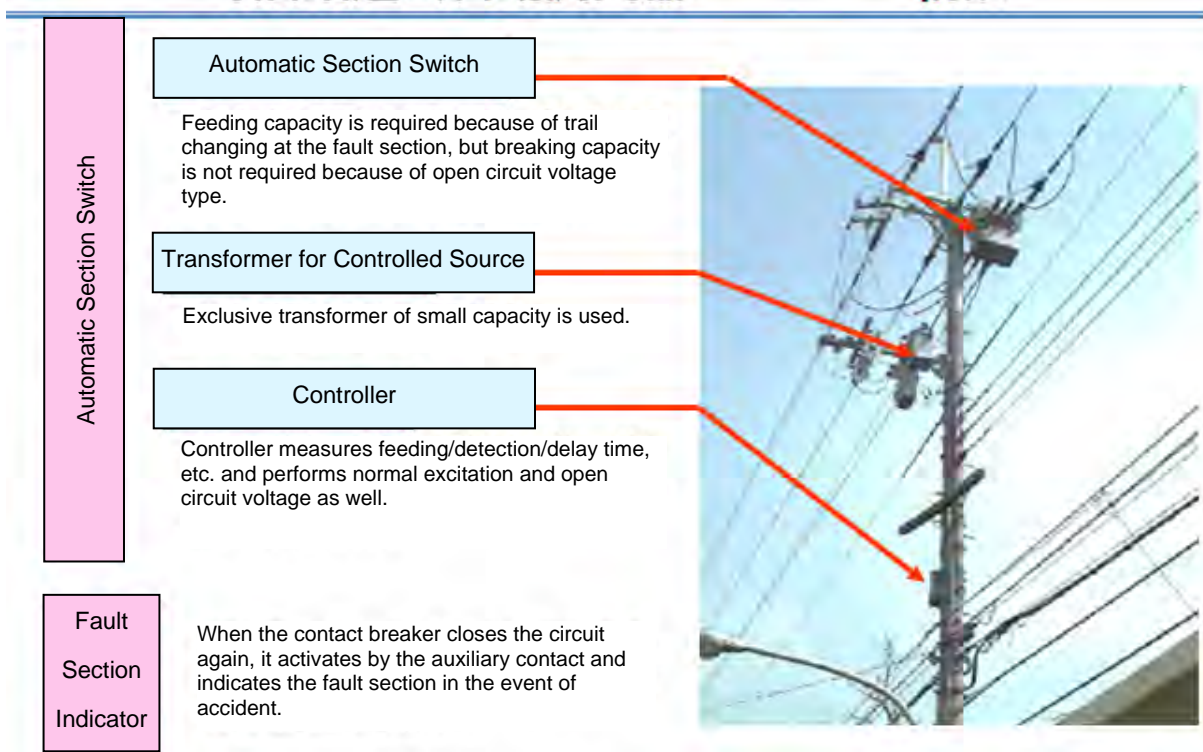 Automatic Section Switch
Automatic Section Switch
Feeding capacity is required because of trail
changing at the fault section, but breaking capacity
is not required because of open circuit voltage
type.
Transformer for Controlled Source
Exclusive transformer of small capacity is used.
Controller
Controller measures feeding/detection/delay time,
etc. and performs normal excitation and open
circuit voltage as well.
Fault
Section
Indicator
When the contact breaker closes the circuit
again, it activates by the auxiliary contact and
indicates the fault section in the event of
accident.